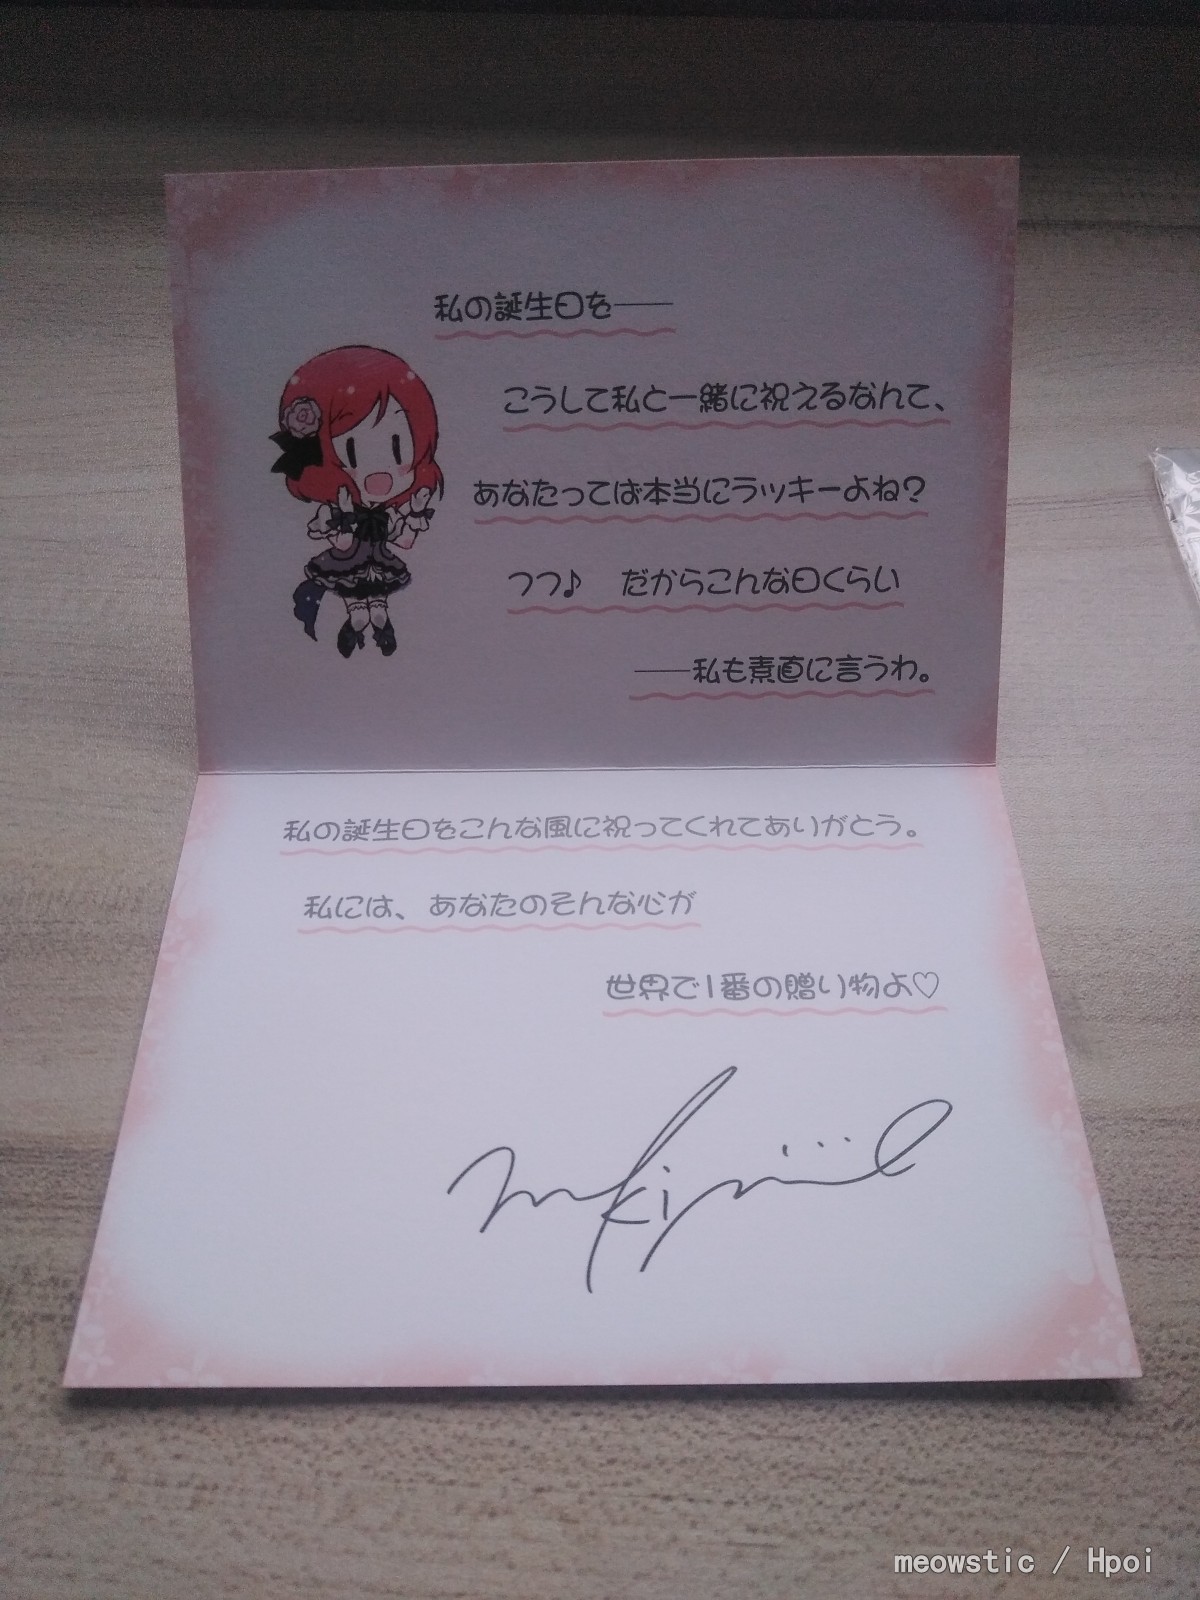 私の誕生日を──
こうして私と一緒に祝えるなんて、
あなたってば本当にラッキーよね?
フフ♪　だからこんな日くらい
──私も素直に言うわ。
私の誕生日をこんな風に祝ってくれてありがとう。
私には、あなたのそんな心が
世界で1番の贈り物よ♡
meowstic / Hpoi